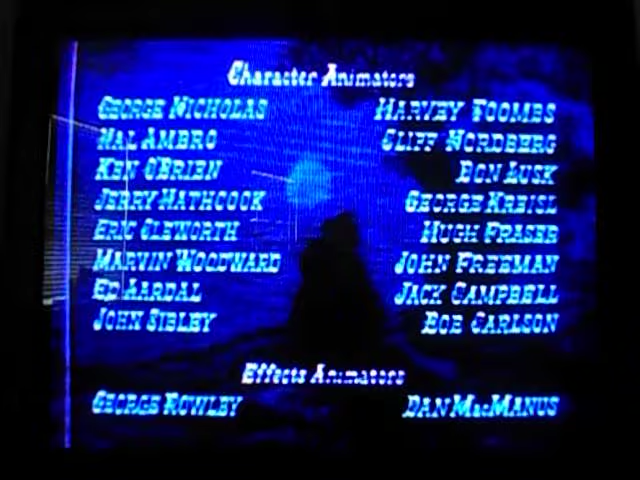 Character Animators
GEORGE NICHOLAS HARVEY TOOMBS
HAL AMBRO CLIFF NORDBERG
KEN O'BRIEN DON LUSK
JERRY HATHCOOK GEORGE KREISL
ERIC CLEWORTH HUGH FRASER
MARVIN WOODWARD JOHN FREEMAN
ED AARDAL JACK CAMPBELL
JOHN SIBLEY BOB CARLSON
Effects Animators
GEORGE ROWLEY DAN MacMANUS